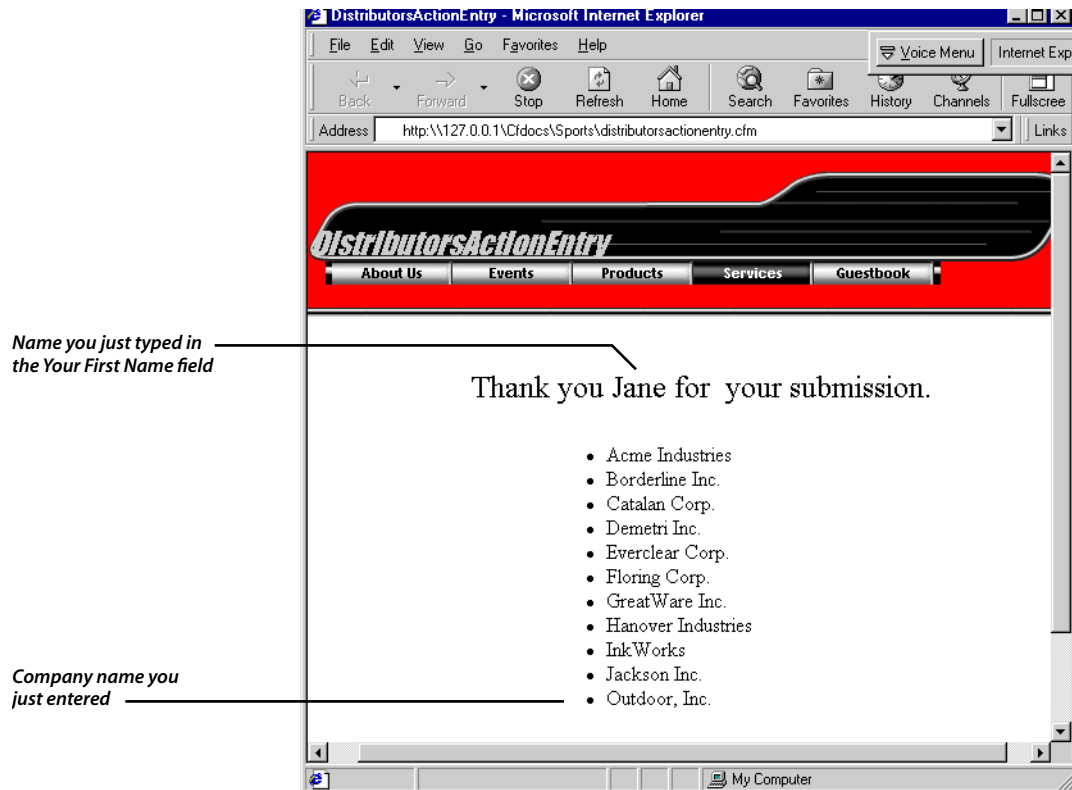 DistributorsActionEntry - Microsoft Internet Explorer
File Edit View Go Favorites Help
Voice Menu Internet Exp
Back Forward Stop Refresh Home Search Favorites History Channels Fullscree
Address http:\\127.0.0.1\Cfdocs\Sports\distributorsactionentry.cfm Links
DistributorsActionEntry
About Us Events Products Services Guestbook
Name you just typed in
the Your First Name field
Thank you Jane for your submission.
• Acme Industries
• Borderline Inc.
• Catalan Corp.
• Demetri Inc.
• Everclear Corp.
• Floring Corp.
• GreatWare Inc.
• Hanover Industries
• InkWorks
• Jackson Inc.
• Outdoor, Inc.
Company name you
just entered
My Computer